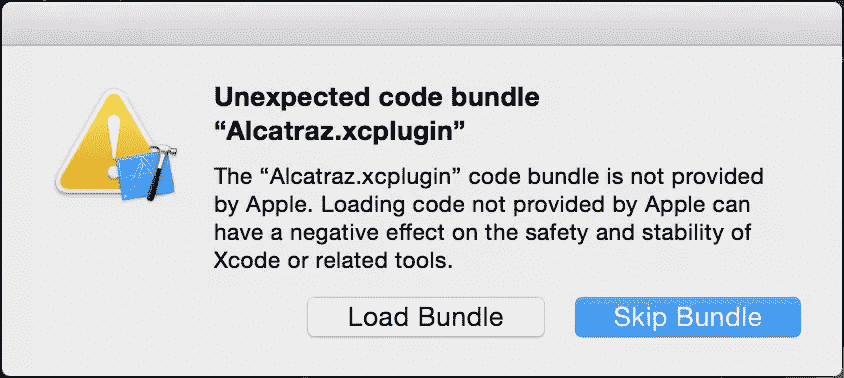 Unexpected code bundle
“Alcatraz.xcplugin”
The “Alcatraz.xcplugin” code bundle is not provided
by Apple. Loading code not provided by Apple can
have a negative effect on the safety and stability of
Xcode or related tools.
Load Bundle
Skip Bundle